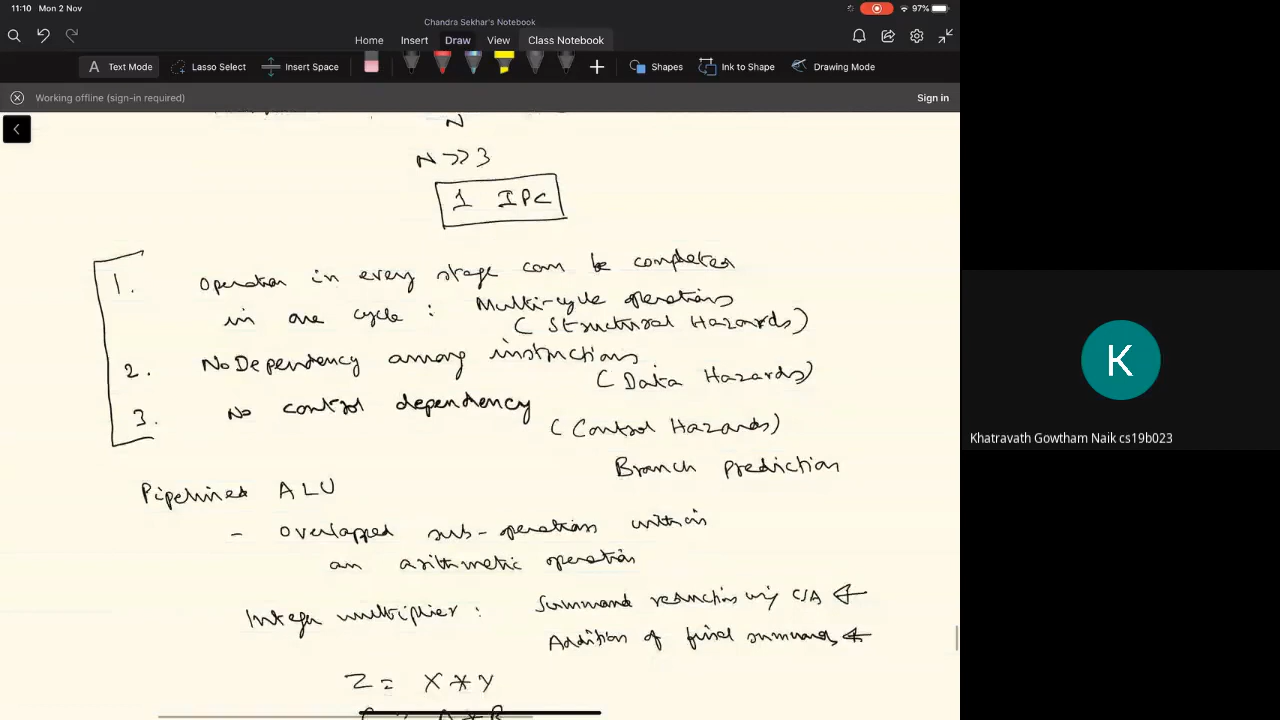 11:10 Mon 2 Nov
97%
Chandra Sekhar's Notebook
Home Insert Draw View Class Notebook
Text Mode Lasso Select Insert Space Shapes Ink to Shape Drawing Mode
Working offline (sign-in required) Sign in
N
N >> 3
1 IPC
1. Operation in every stage can be completed
in one cycle : Multi-cycle operations
( Structural Hazards)
2. No Dependency among instructions
( Data Hazards)
3. No control dependency
( Control Hazards)
Branch prediction
Pipelined ALU
- Overlapped sub-operations within
an arithmetic operation
Integer multiplier : Summand reduction using CSA ←
Addition of final summands ←
Z = X * Y
K
Khatravath Gowtham Naik cs19b023